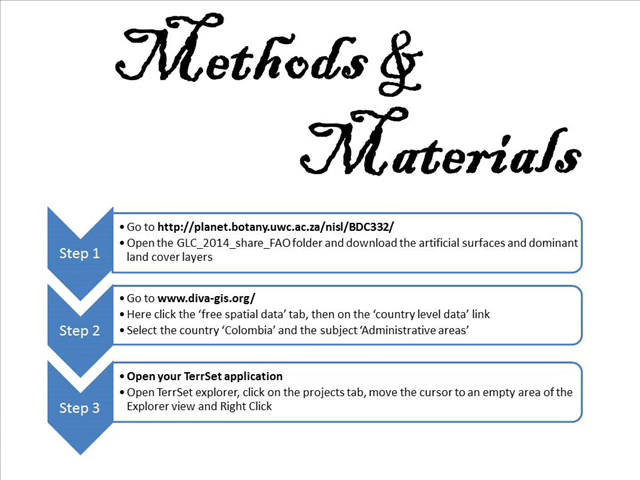 Methods &
Materials
Step 1
• Go to http://planet.botany.uwc.ac.za/nisl/BDC332/
• Open the GLC_2014_share_FAO folder and download the artificial surfaces and dominant
land cover layers
Step 2
• Go to www.diva-gis.org/
• Here click the ‘free spatial data’ tab, then on the ‘country level data’ link
• Select the country ‘Colombia’ and the subject ‘Administrative areas’
Step 3
• Open your TerrSet application
• Open TerrSet explorer, click on the projects tab, move the cursor to an empty area of the
Explorer view and Right Click